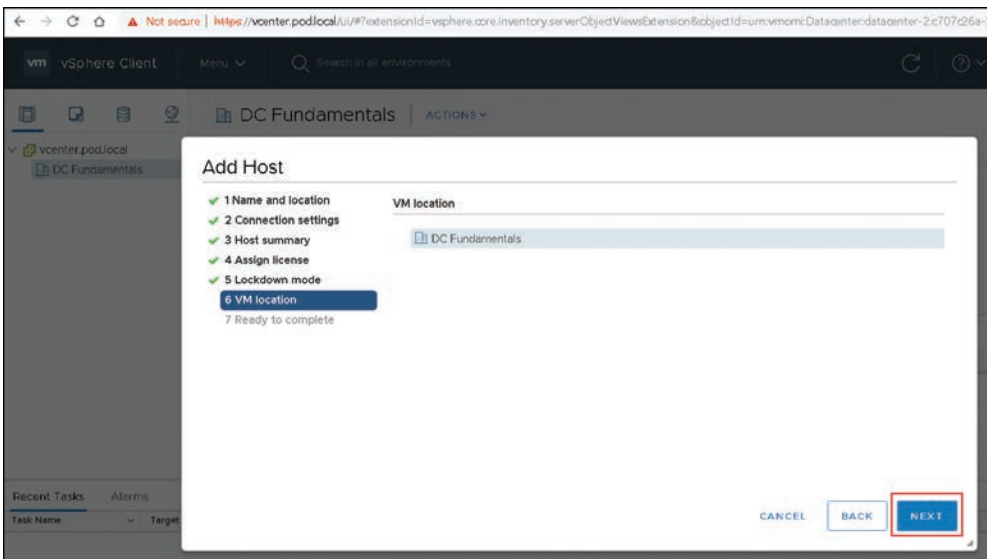 Not secure | https://vcenter.pod.local/ui/#?extensionId=vsphere.core.inventory.serverObjectViewsExtension&objectId=urn:vmomi:Datacenter:datacenter-2:c707c26a-
vm vSphere Client Menu Search in all environments
DC Fundamentals ACTIONS
vcenter.pod.local
DC Fundamentals
Add Host
1 Name and location
2 Connection settings
3 Host summary
4 Assign license
5 Lockdown mode
6 VM location
7 Ready to complete
VM location
DC Fundamentals
CANCEL BACK NEXT
Recent Tasks Alarms
Task Name Target